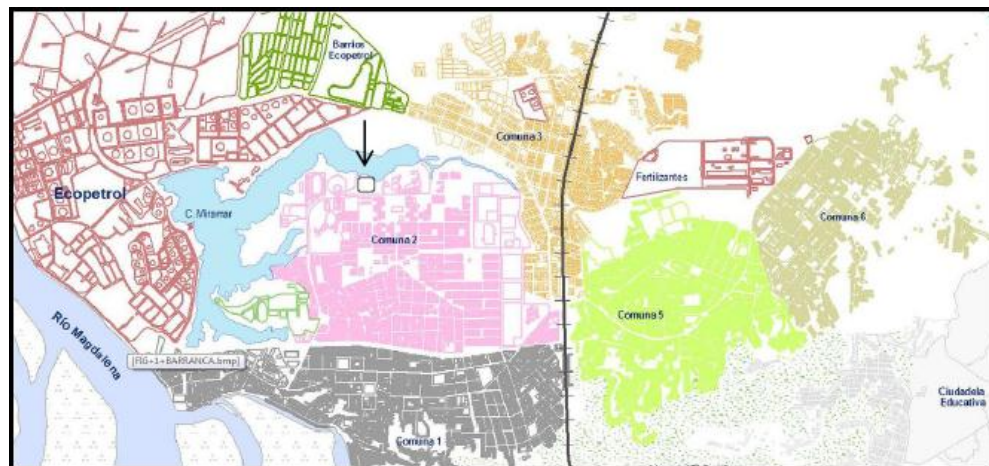 Barrios
Ecopetrol
Comuna 3
Fertilizantes
Ecopetrol
C. Miramar
Comuna 2
Comuna 6
Comuna 5
Río Magdalena
[FIG+1+BARRANCA.bmp]
Ciudadela
Educativa
Comuna 1